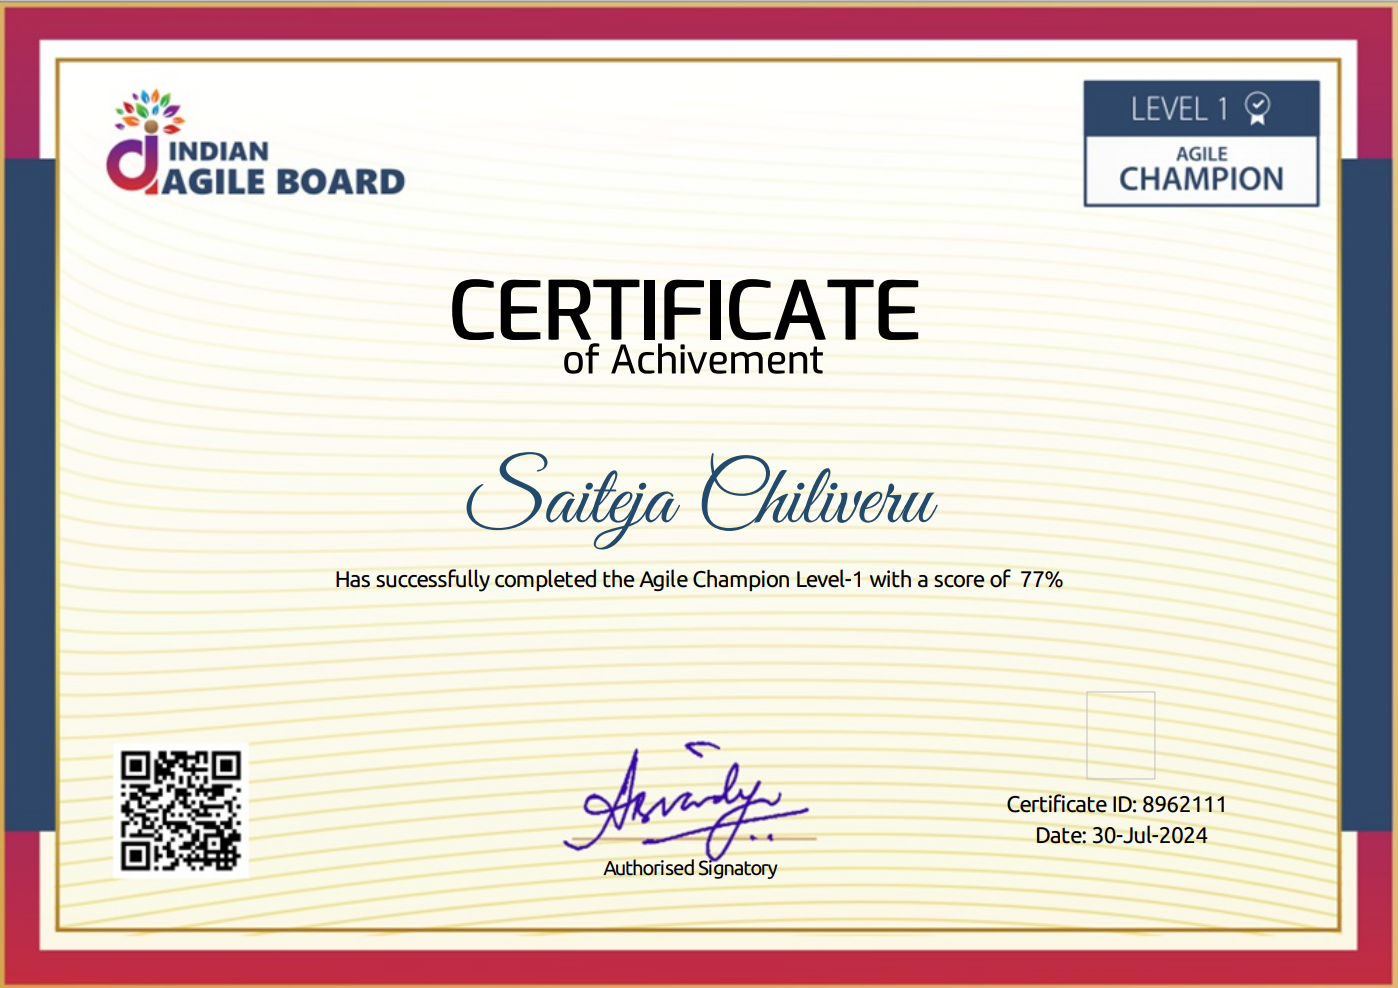 INDIAN
AGILE BOARD
LEVEL 1
AGILE
CHAMPION
CERTIFICATE
of Achivement
Saiteja Chiliveru
Has successfully completed the Agile Champion Level-1 with a score of 77%
Authorised Signatory
Certificate ID: 8962111
Date: 30-Jul-2024